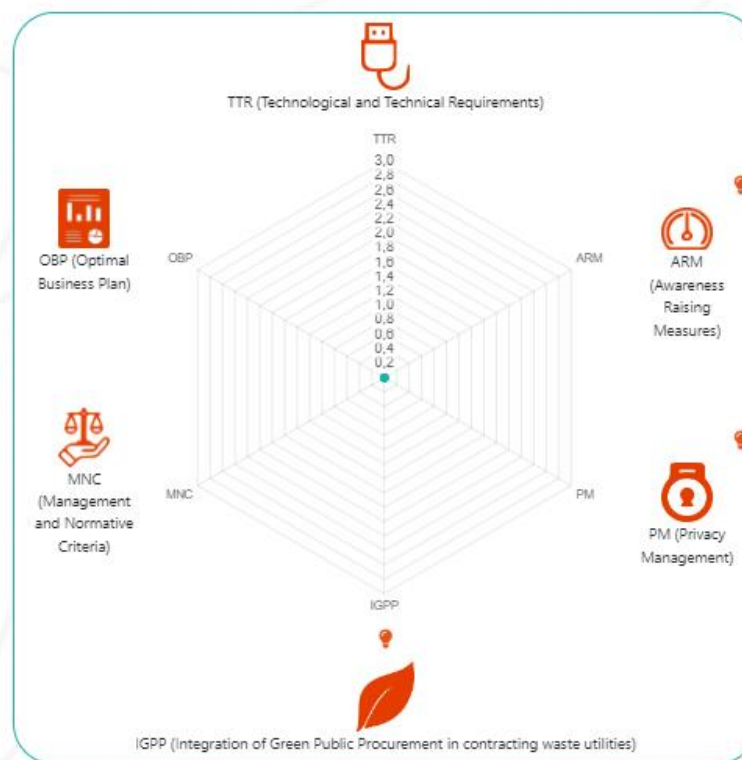 TTR (Technological and Technical Requirements)
TTR
3,0
2,8
2,6
2,4
2,2
2,0
1,8
1,6
1,4
1,2
1,0
0,8
0,6
0,4
0,2
OBP
ARM
OBP (Optimal
Business Plan)
ARM
(Awareness
Raising
Measures)
MNC
(Management
and Normative
Criteria)
MNC
PM
PM (Privacy
Management)
IGPP
IGPP (Integration of Green Public Procurement in contracting waste utilities)